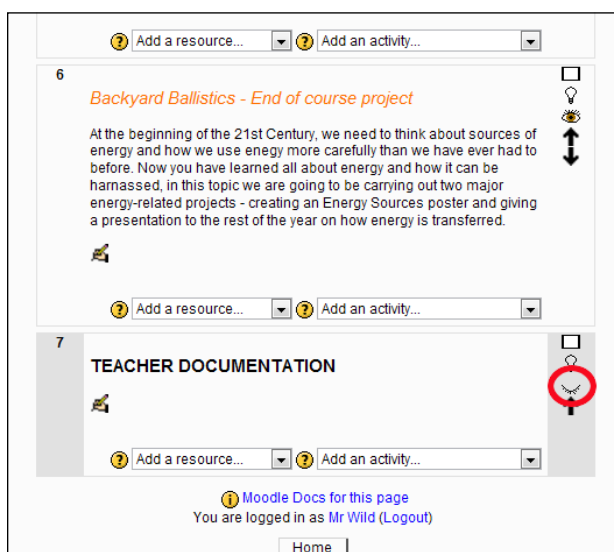 Add a resource... Add an activity...
6
Backyard Ballistics - End of course project
At the beginning of the 21st Century, we need to think about sources of
energy and how we use enegy more carefully than we have ever had to
before. Now you have learned all about energy and how it can be
harnassed, in this topic we are going to be carrying out two major
energy-related projects - creating an Energy Sources poster and giving
a presentation to the rest of the year on how energy is transferred.
Add a resource... Add an activity...
7
TEACHER DOCUMENTATION
Add a resource... Add an activity...
Moodle Docs for this page
You are logged in as Mr Wild (Logout)
Home